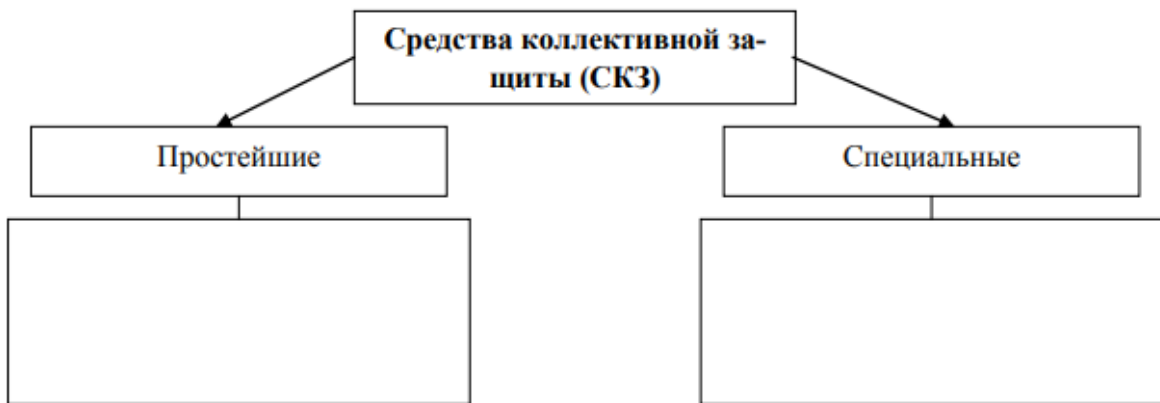 Средства коллективной за-
щиты (СКЗ)
Простейшие
Специальные